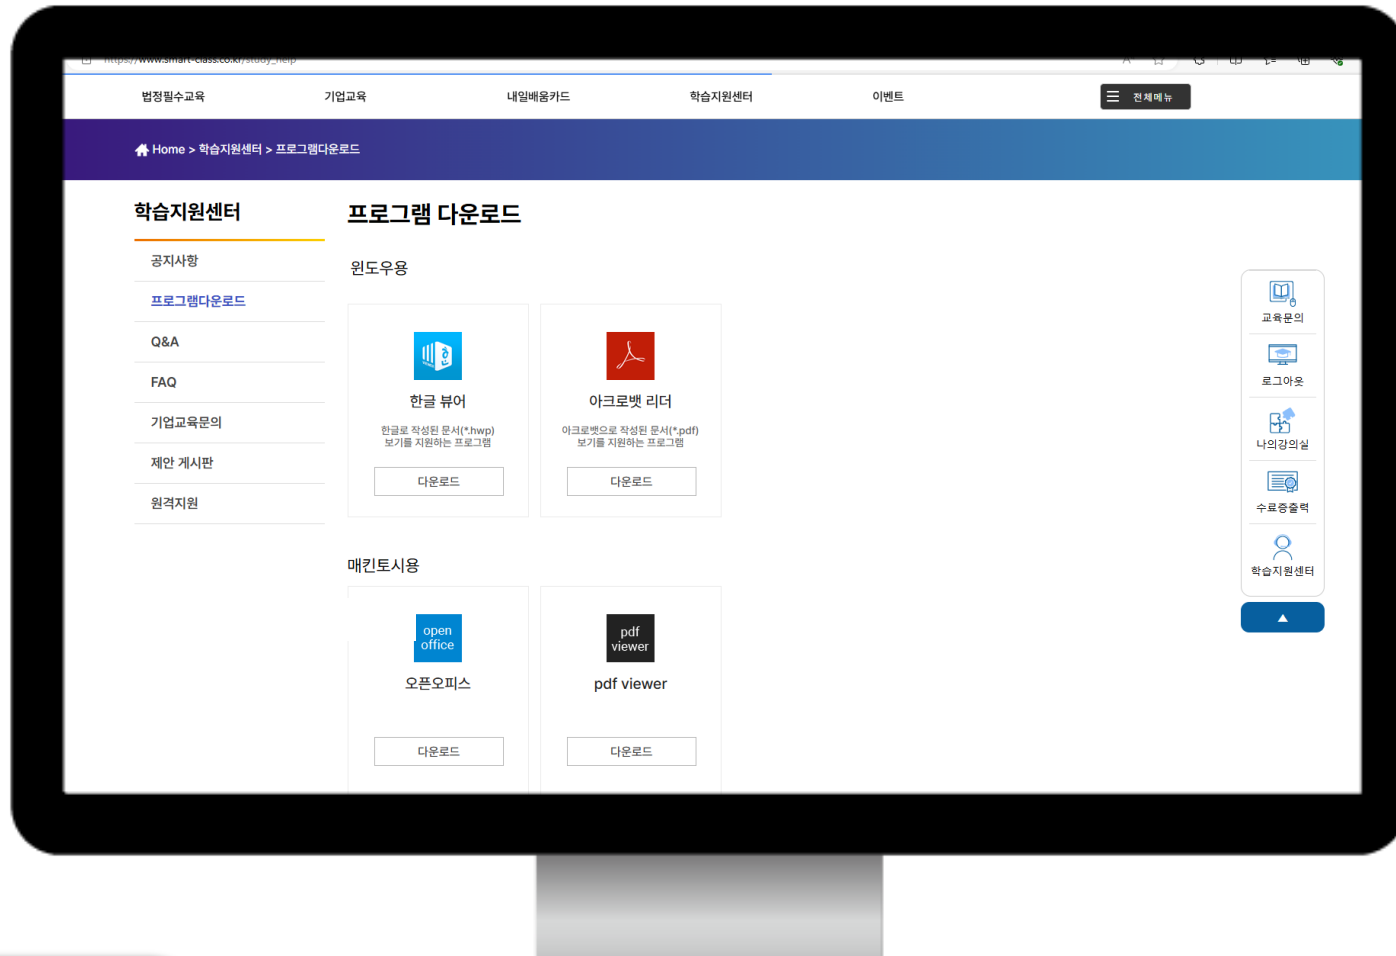 https://www.smart-class.co.kr/study_help
법정필수교육
기업교육
내일배움카드
학습지원센터
이벤트
전체메뉴
Home > 학습지원센터 > 프로그램다운로드
학습지원센터
공지사항
프로그램다운로드
Q&A
FAQ
기업교육문의
제안 게시판
원격지원
프로그램 다운로드
윈도우용
한글 뷰어
한글로 작성된 문서(*.hwp)
보기를 지원하는 프로그램
다운로드
아크로뱃 리더
아크로뱃으로 작성된 문서(*.pdf)
보기를 지원하는 프로그램
다운로드
매킨토시용
open
office
오픈오피스
다운로드
pdf
viewer
pdf viewer
다운로드
교육문의
로그아웃
나의강의실
수료증출력
학습지원센터